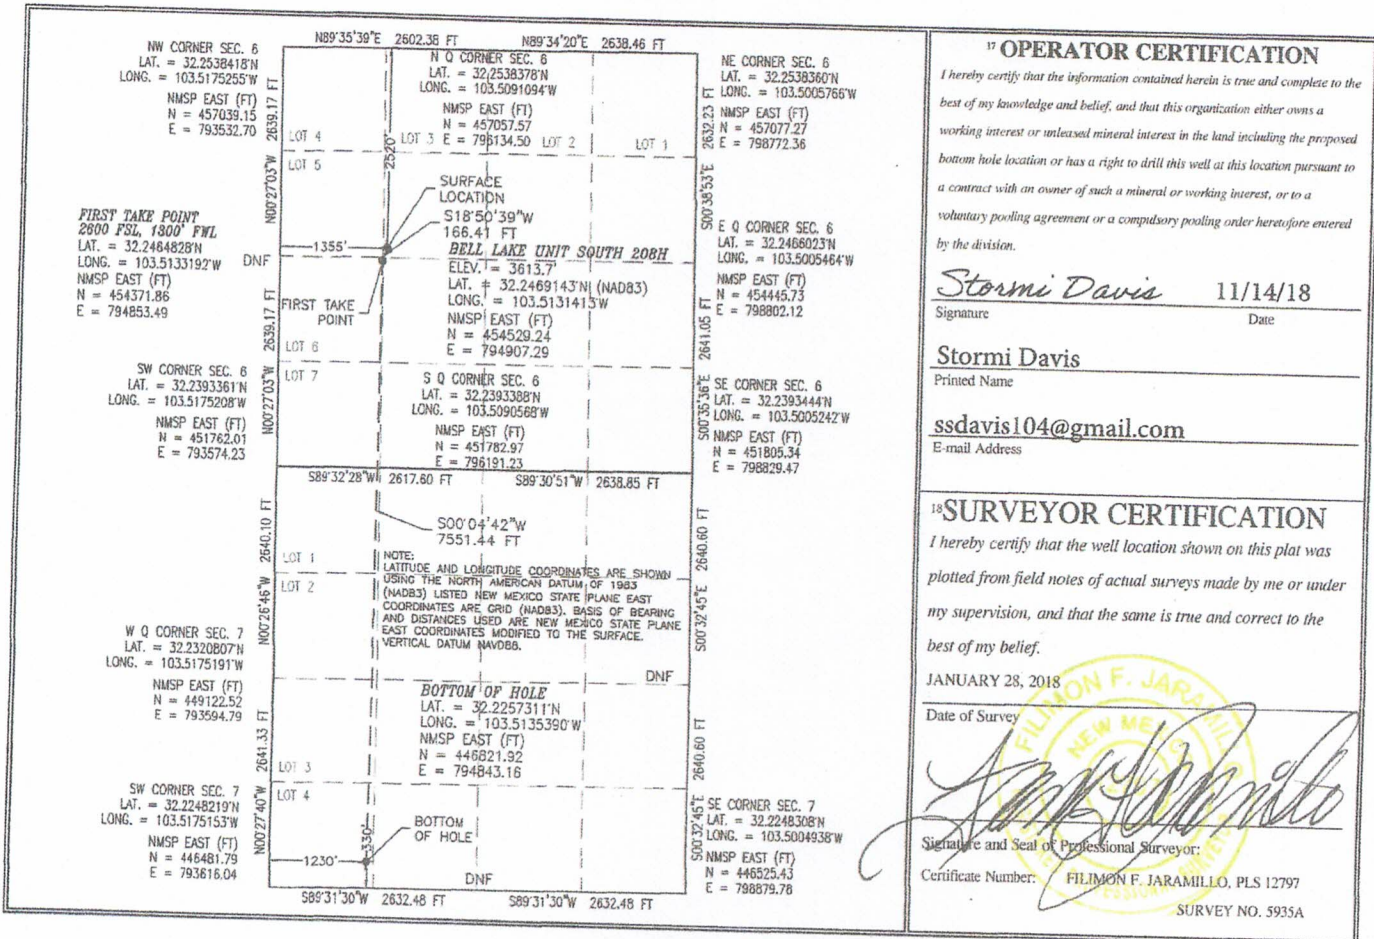 N89°35'39"E 2602.38 FT
N89°34'20"E 2638.46 FT
NW CORNER SEC. 6
LAT. = 32.2538418'N
LONG. = 103.5175255'W
NMSP EAST (FT)
N = 457039.15
E = 793532.70
2639.17 FT
N Q CORNER SEC. 6
LAT. = 32.2538378'N
LONG. = 103.5091094'W
NMSP EAST (FT)
N = 457057.57
E = 796134.50
NE CORNER SEC. 6
LAT. = 32.2538360'N
LONG. = 103.5005766'W
NMSP EAST (FT)
N = 457077.27
E = 798772.36
2632.23 FT
LOT 4
LOT 3
LOT 2
LOT 1
LOT 5
2520'
N00°27'03"W
S00°38'53"E
SURFACE
LOCATION
S18°50'39"W
166.41 FT
FIRST TAKE POINT
2600 FSL, 1300' FWL
LAT. = 32.2464828'N
LONG. = 103.5133192'W
NMSP EAST (FT)
N = 454371.86
E = 794853.49
DNF
1355'
BELL LAKE UNIT SOUTH 208H
ELEV. = 3613.7'
LAT. = 32.2469143'N (NAD83)
LONG. = 103.5131413'W
NMSP EAST (FT)
N = 454529.24
E = 794907.29
E Q CORNER SEC. 6
LAT. = 32.2466023'N
LONG. = 103.5005464'W
NMSP EAST (FT)
N = 454445.73
E = 798802.12
FIRST TAKE
POINT
2639.17 FT
2641.05 FT
LOT 6
LOT 7
SW CORNER SEC. 6
LAT. = 32.2393361'N
LONG. = 103.5175208'W
NMSP EAST (FT)
N = 451762.01
E = 793574.23
N00°27'03"W
S Q CORNER SEC. 6
LAT. = 32.2393388'N
LONG. = 103.5090568'W
NMSP EAST (FT)
N = 451782.97
E = 796191.23
S00°35'36"E
SE CORNER SEC. 6
LAT. = 32.2393444'N
LONG. = 103.5005242'W
NMSP EAST (FT)
N = 451805.34
E = 798829.47
S89°32'28"W 2617.60 FT
S89°30'51"W 2638.85 FT
S00°04'42"W
7551.44 FT
2640.10 FT
2640.60 FT
LOT 1
LOT 2
N00°26'46"W
S00°32'45"E
NOTE:
LATITUDE AND LONGITUDE COORDINATES ARE SHOWN
USING THE NORTH AMERICAN DATUM OF 1983
(NAD83) LISTED NEW MEXICO STATE PLANE EAST
COORDINATES ARE GRID (NAD83). BASIS OF BEARING
AND DISTANCES USED ARE NEW MEXICO STATE PLANE
EAST COORDINATES MODIFIED TO THE SURFACE.
VERTICAL DATUM NAVD88.
W Q CORNER SEC. 7
LAT. = 32.2320807'N
LONG. = 103.5175191'W
NMSP EAST (FT)
N = 449122.52
E = 793594.79
DNF
BOTTOM OF HOLE
LAT. = 32.2257311'N
LONG. = 103.5135390'W
NMSP EAST (FT)
N = 446821.92
E = 794843.16
2641.33 FT
2640.60 FT
LOT 3
LOT 4
SW CORNER SEC. 7
LAT. = 32.2248219'N
LONG. = 103.5175153'W
NMSP EAST (FT)
N = 446481.79
E = 793616.04
N00°27'40"W
BOTTOM
OF HOLE
330'
1230'
DNF
S00°32'45"E
SE CORNER SEC. 7
LAT. = 32.2248308'N
LONG. = 103.5004938'W
NMSP EAST (FT)
N = 446525.43
E = 798879.78
S89°31'30"W 2632.48 FT
S89°31'30"W 2632.48 FT
17 OPERATOR CERTIFICATION
I hereby certify that the information contained herein is true and complete to the
best of my knowledge and belief, and that this organization either owns a
working interest or unleased mineral interest in the land including the proposed
bottom hole location or has a right to drill this well at this location pursuant to
a contract with an owner of such a mineral or working interest, or to a
voluntary pooling agreement or a compulsory pooling order heretofore entered
by the division.
Stormi Davis 11/14/18
Signature Date
Stormi Davis
Printed Name
ssdavis104@gmail.com
E-mail Address
18 SURVEYOR CERTIFICATION
I hereby certify that the well location shown on this plat was
plotted from field notes of actual surveys made by me or under
my supervision, and that the same is true and correct to the
best of my belief.
JANUARY 28, 2018
Date of Survey
FILIMON F. JARAMILLO
NEW MEXICO
Signature and Seal of Professional Surveyor:
Certificate Number: FILIMON F. JARAMILLO, PLS 12797
SURVEY NO. 5935A